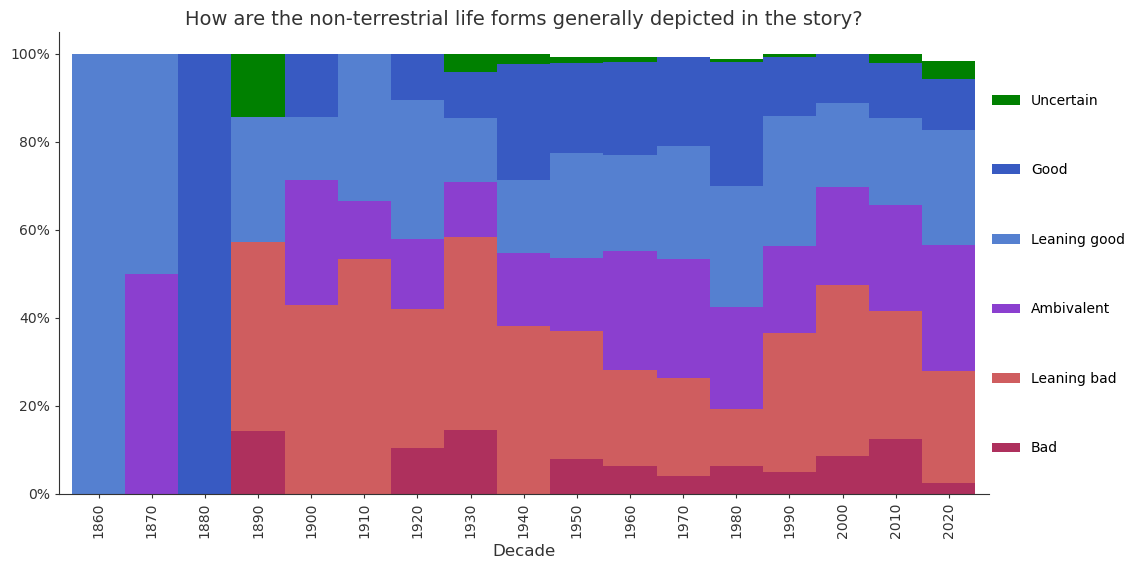 How are the non-terrestrial life forms generally depicted in the story?
100%
80%
60%
40%
20%
0%
Uncertain
Good
Leaning good
Ambivalent
Leaning bad
Bad
1860
1870
1880
1890
1900
1910
1920
1930
1940
1950
1960
1970
1980
1990
2000
2010
2020
Decade